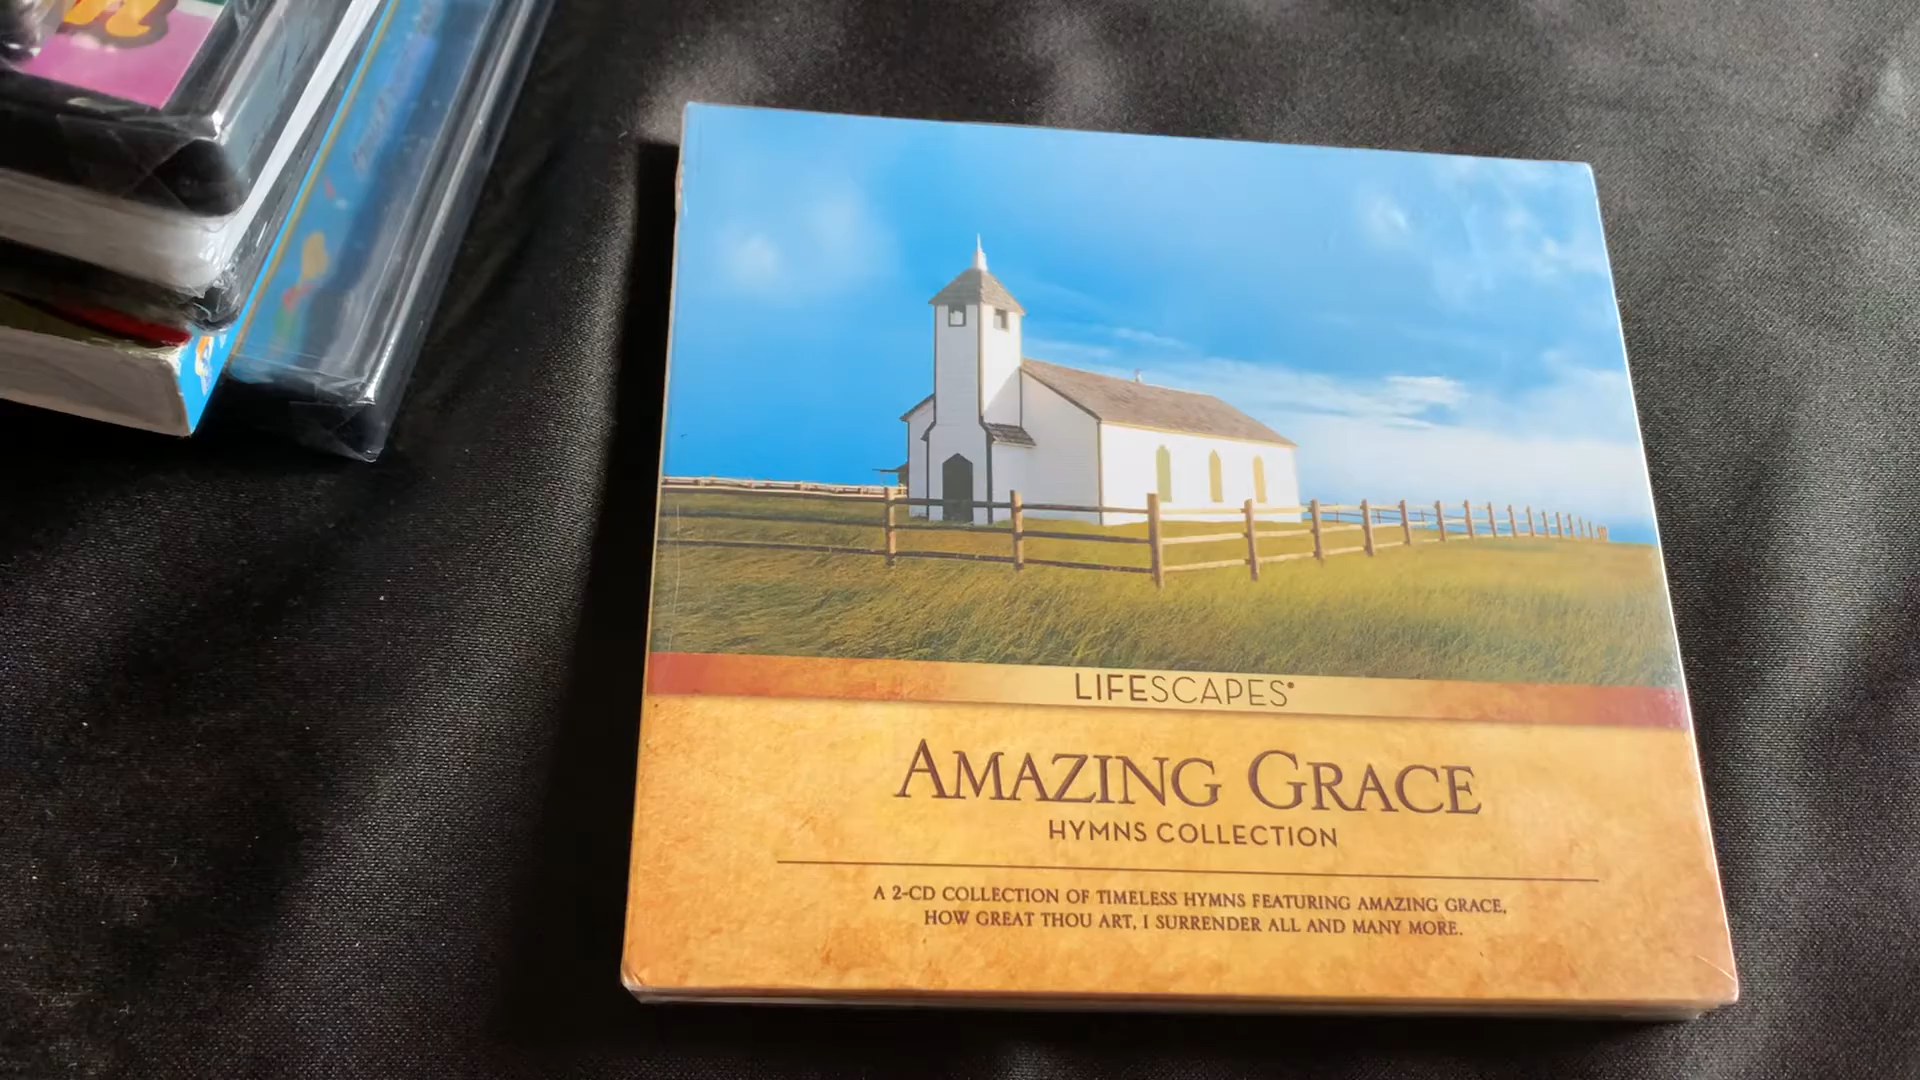 LIFESCAPES®
AMAZING GRACE
HYMNS COLLECTION
A 2-CD COLLECTION OF TIMELESS HYMNS FEATURING AMAZING GRACE,
HOW GREAT THOU ART, I SURRENDER ALL AND MANY MORE.